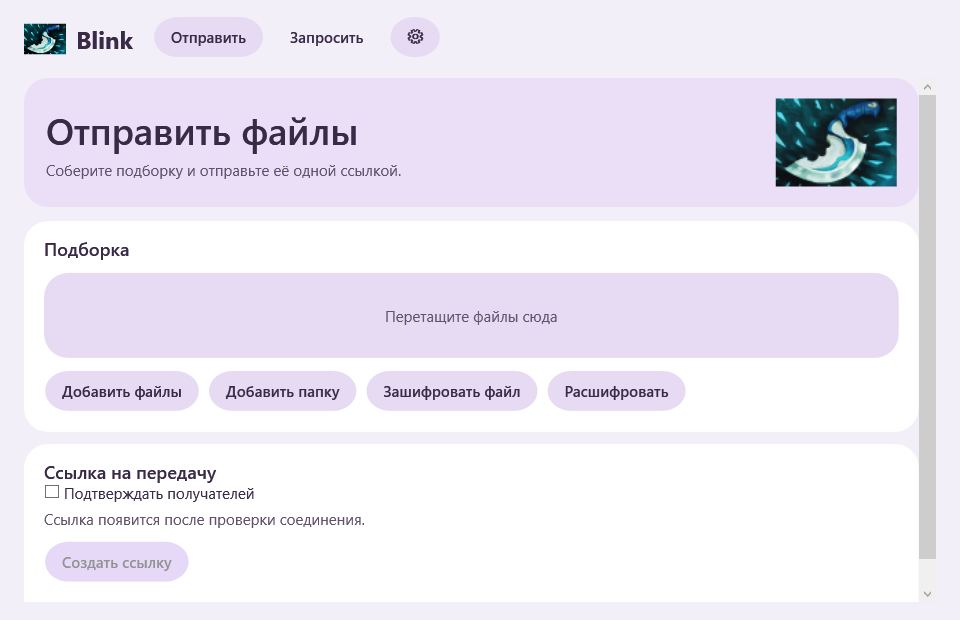 Blink
Отправить
Запросить
Отправить файлы
Соберите подборку и отправьте её одной ссылкой.
Подборка
Перетащите файлы сюда
Добавить файлы
Добавить папку
Зашифровать файл
Расшифровать
Ссылка на передачу
Подтверждать получателей
Ссылка появится после проверки соединения.
Создать ссылку